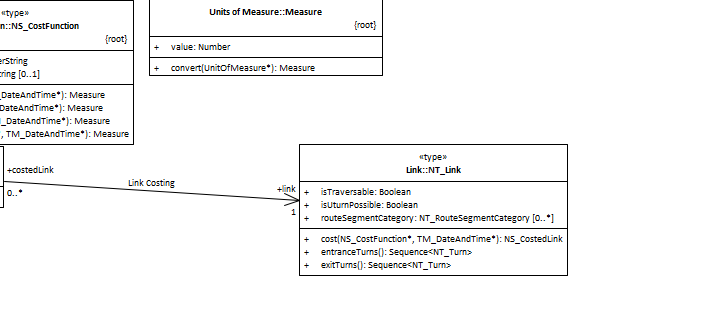 «type»
n::NS_CostFunction
{root}
erString
ring [0..1]
_DateAndTime*): Measure
DateAndTime*): Measure
_DateAndTime*): Measure
, TM_DateAndTime*): Measure
Units of Measure::Measure
{root}
+ value: Number
+ convert(UnitOfMeasure*): Measure
+costedLink
0..*
Link Costing
+link
1
«type»
Link::NT_Link
+ isTraversable: Boolean
+ isUturnPossible: Boolean
+ routeSegmentCategory: NT_RouteSegmentCategory [0..*]
+ cost(NS_CostFunction*, TM_DateAndTime*): NS_CostedLink
+ entranceTurns(): Sequence<NT_Turn>
+ exitTurns(): Sequence<NT_Turn>